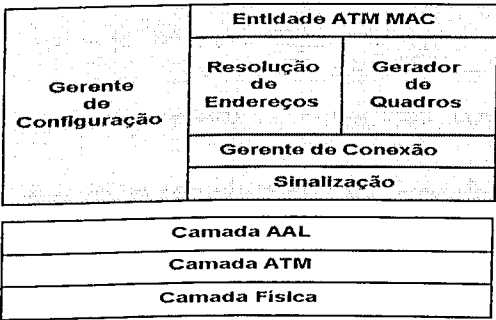 Entidade ATM MAC
Gerente
de
Configuração
Resolução
de
Endereços
Gerador
de
Quadros
Gerente de Conexão
Sinalização
Camada AAL
Camada ATM
Camada Física